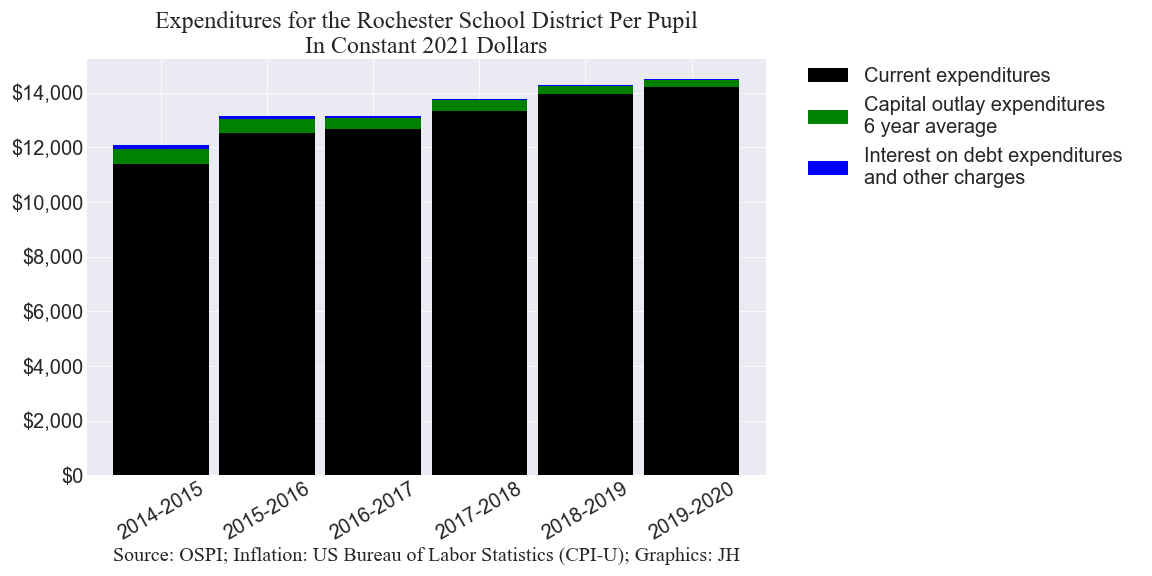 Expenditures for the Rochester School District Per Pupil
In Constant 2021 Dollars
$14,000
$12,000
$10,000
$8,000
$6,000
$4,000
$2,000
$0
2014-2015
2015-2016
2016-2017
2017-2018
2018-2019
2019-2020
Current expenditures
Capital outlay expenditures
6 year average
Interest on debt expenditures
and other charges
Source: OSPI; Inflation: US Bureau of Labor Statistics (CPI-U); Graphics: JH